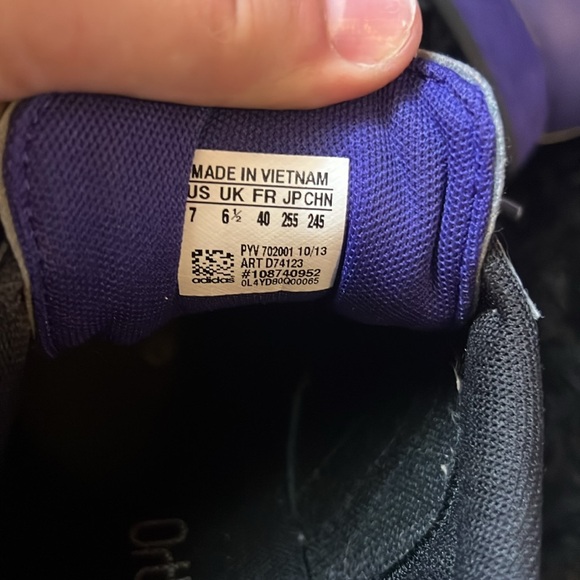 MADE IN VIETNAM
US UK FR JP CHN
7 6½ 40 255 245
PYV 702001 10/13
ART D74123
#108740952
adidas 0L4YD80Q00065
Ort